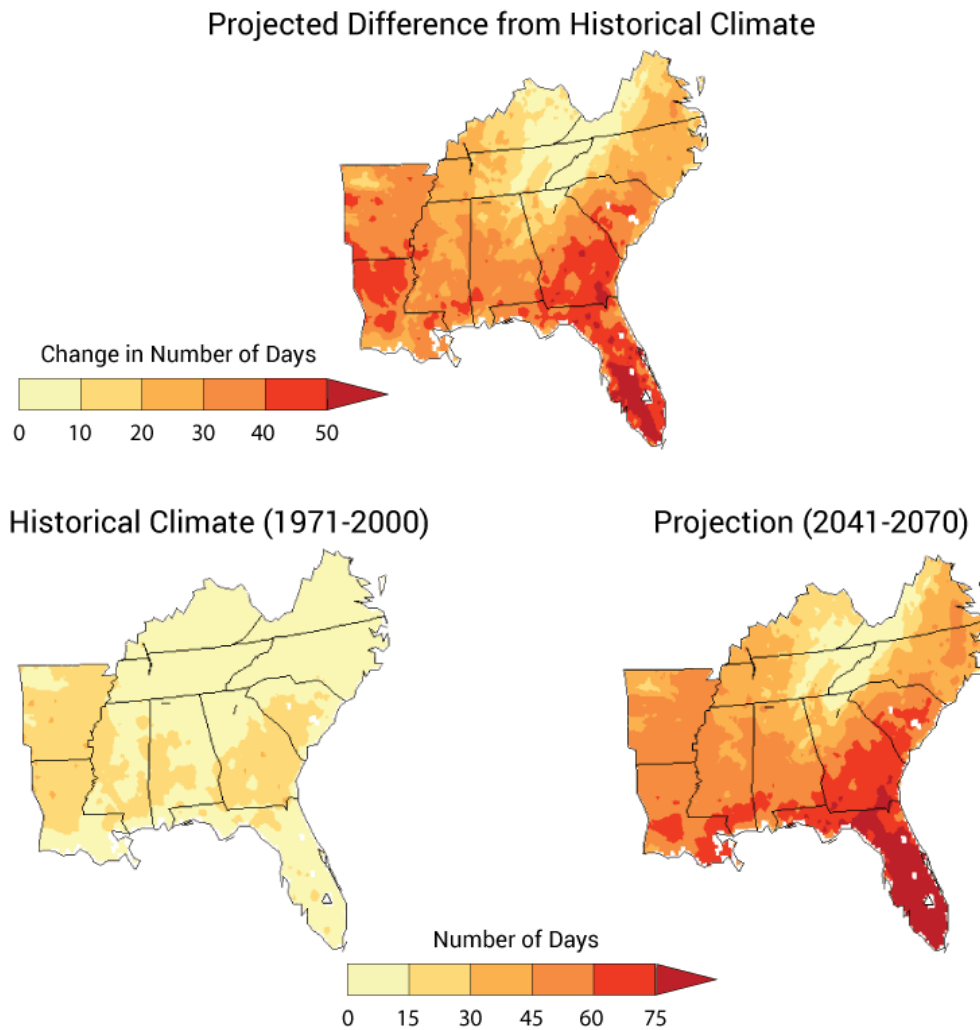 Projected Difference from Historical Climate
Change in Number of Days
0 10 20 30 40 50
Historical Climate (1971-2000)
Projection (2041-2070)
Number of Days
0 15 30 45 60 75